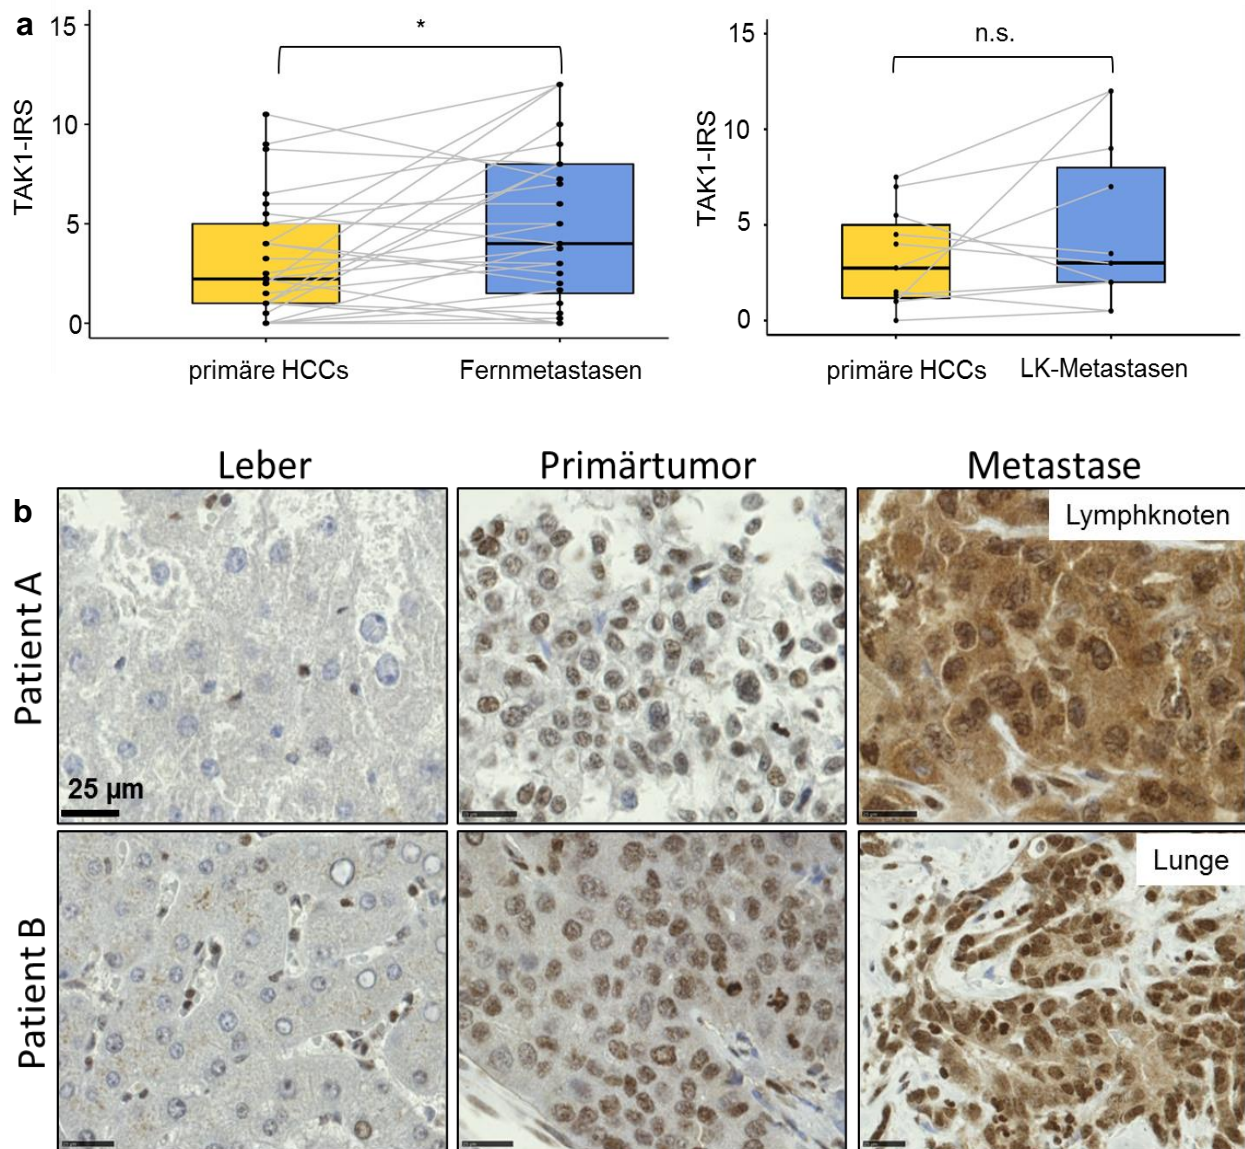 a
*
n.s.
TAK1-IRS
15
10
5
0
primäre HCCs
Fernmetastasen
TAK1-IRS
15
10
5
0
primäre HCCs
LK-Metastasen
b
Leber
Primärtumor
Metastase
Patient A
25 µm
Lymphknoten
Patient B
Lunge